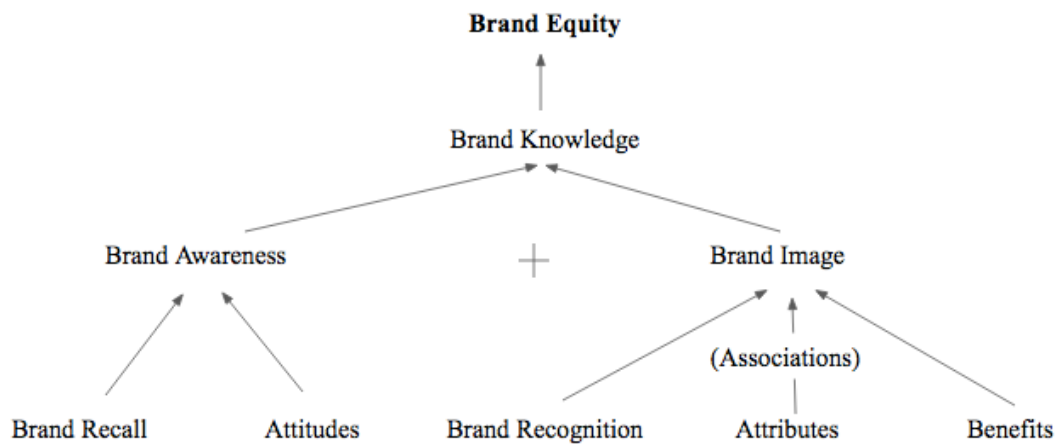 Brand Equity
Brand Knowledge
Brand Awareness
Brand Image
(Associations)
Brand Recall
Attitudes
Brand Recognition
Attributes
Benefits